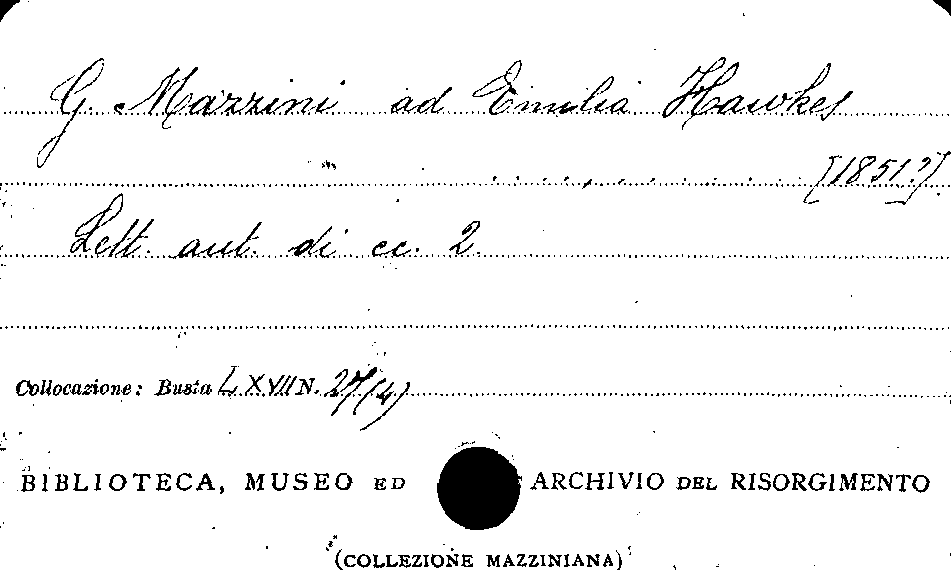 G. Mazzini ad Emilia Hawkes
[1851?]
Lett. aut. di cc. 2.
Collocazione: Busta LXVIII N. 27(4)
BIBLIOTECA, MUSEO ED ARCHIVIO DEL RISORGIMENTO
(COLLEZIONE MAZZINIANA)